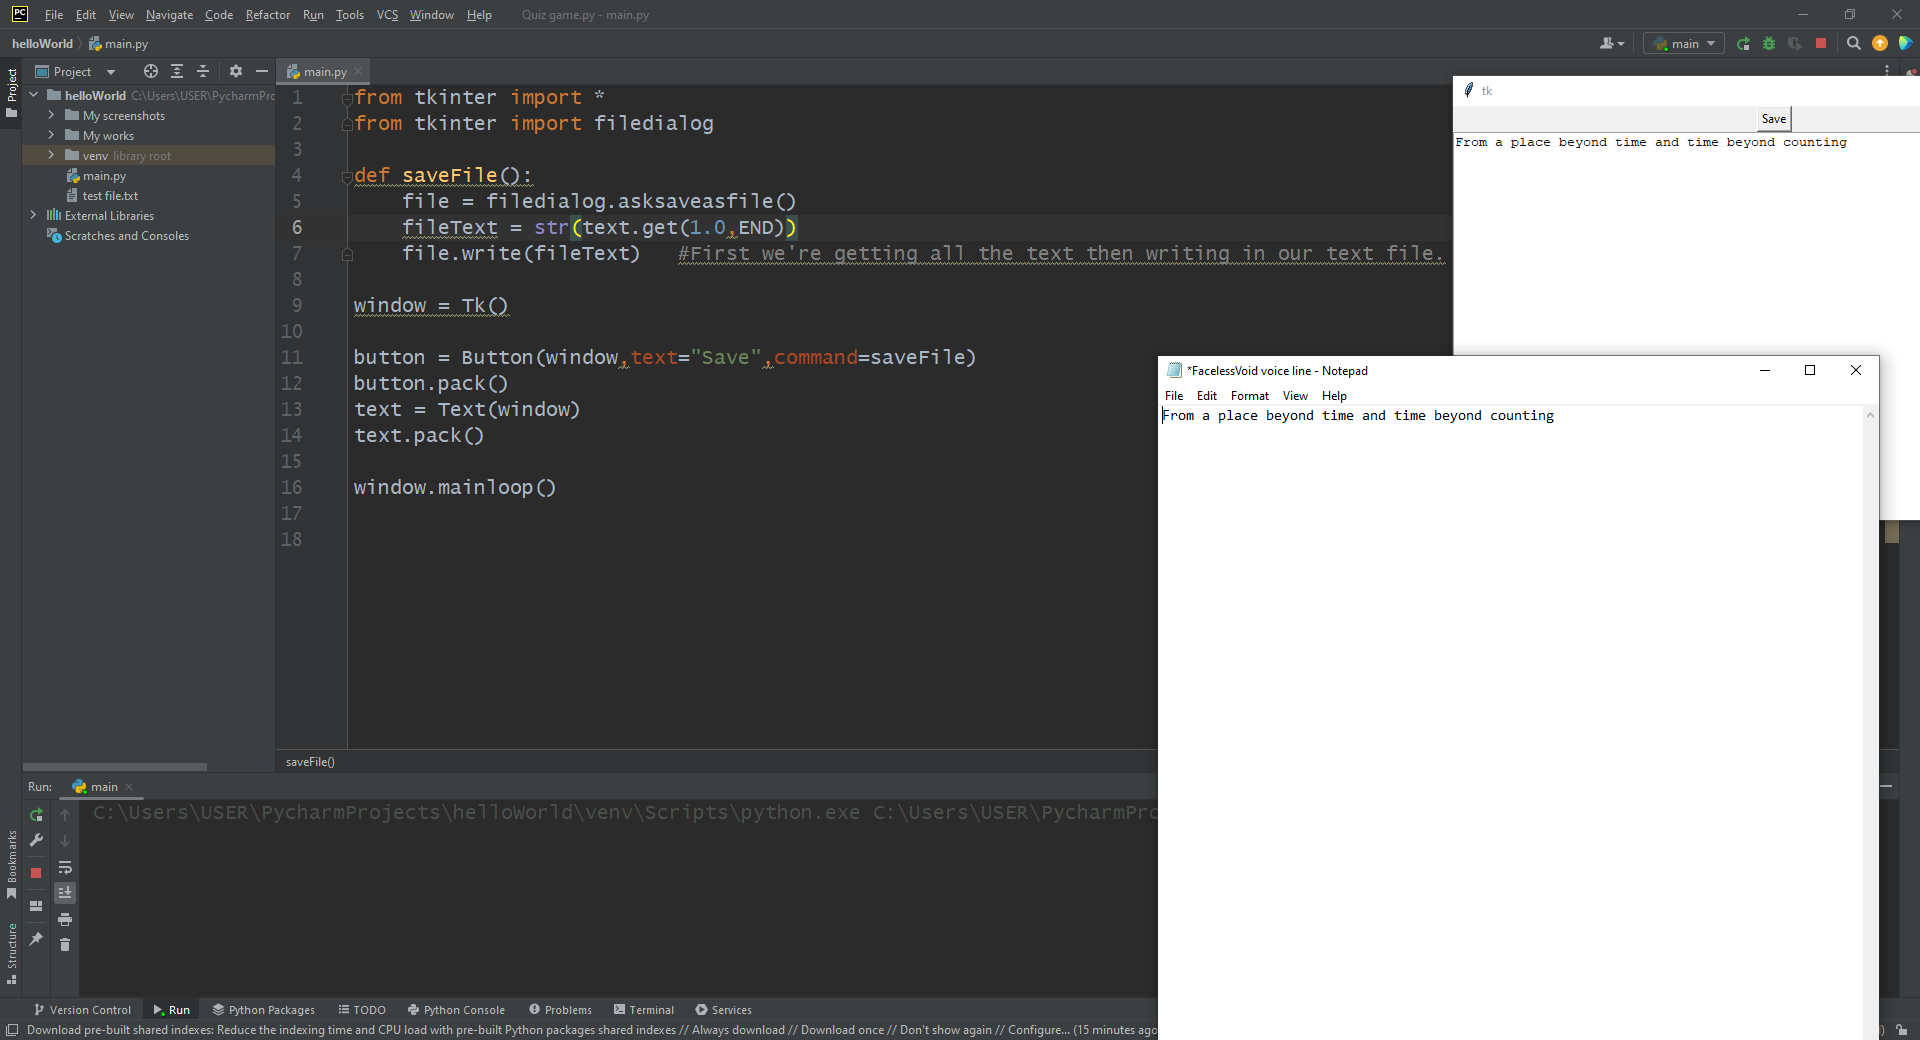 File Edit View Navigate Code Refactor Run Tools VCS Window Help Quiz game.py - main.py
helloWorld main.py
main
Project
Project
main.py
helloWorld C:\Users\USER\PycharmPro
My screenshots
My works
venv library root
main.py
test file.txt
External Libraries
Scratches and Consoles
1 from tkinter import *
2 from tkinter import filedialog
3
4 def saveFile():
5 file = filedialog.asksaveasfile()
6 fileText = str(text.get(1.0,END))
7 file.write(fileText) #First we're getting all the text then writing in our text file.
8
9 window = Tk()
10
11 button = Button(window,text="Save",command=saveFile)
12 button.pack()
13 text = Text(window)
14 text.pack()
15
16 window.mainloop()
17
18
saveFile()
tk
Save
From a place beyond time and time beyond counting
*FacelessVoid voice line - Notepad
File Edit Format View Help
From a place beyond time and time beyond counting
Run: main
C:\Users\USER\PycharmProjects\helloWorld\venv\Scripts\python.exe C:\Users\USER\PycharmPro
Bookmarks
Structure
Version Control Run Python Packages TODO Python Console Problems Terminal Services
Download pre-built shared indexes: Reduce the indexing time and CPU load with pre-built Python packages shared indexes // Always download // Download once // Don't show again // Configure... (15 minutes ago